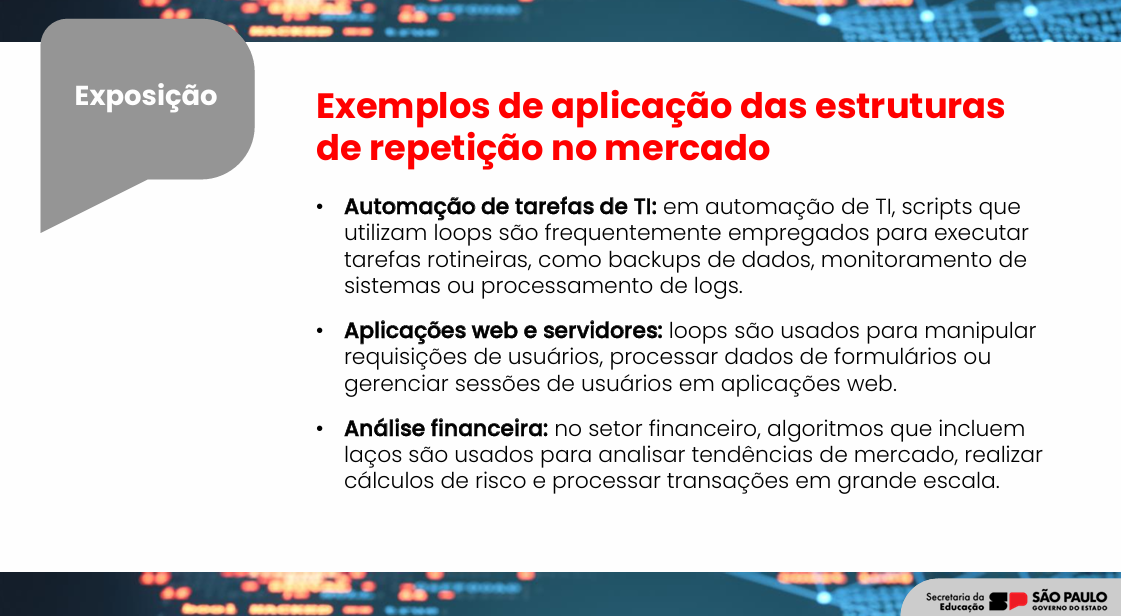 HACKED
true
Exposição
Exemplos de aplicação das estruturas
de repetição no mercado
• Automação de tarefas de TI: em automação de TI, scripts que
utilizam loops são frequentemente empregados para executar
tarefas rotineiras, como backups de dados, monitoramento de
sistemas ou processamento de logs.
• Aplicações web e servidores: loops são usados para manipular
requisições de usuários, processar dados de formulários ou
gerenciar sessões de usuários em aplicações web.
• Análise financeira: no setor financeiro, algoritmos que incluem
laços são usados para analisar tendências de mercado, realizar
cálculos de risco e processar transações em grande escala.
Secretaria da
Educação
SP
SÃO PAULO
GOVERNO DO ESTADO